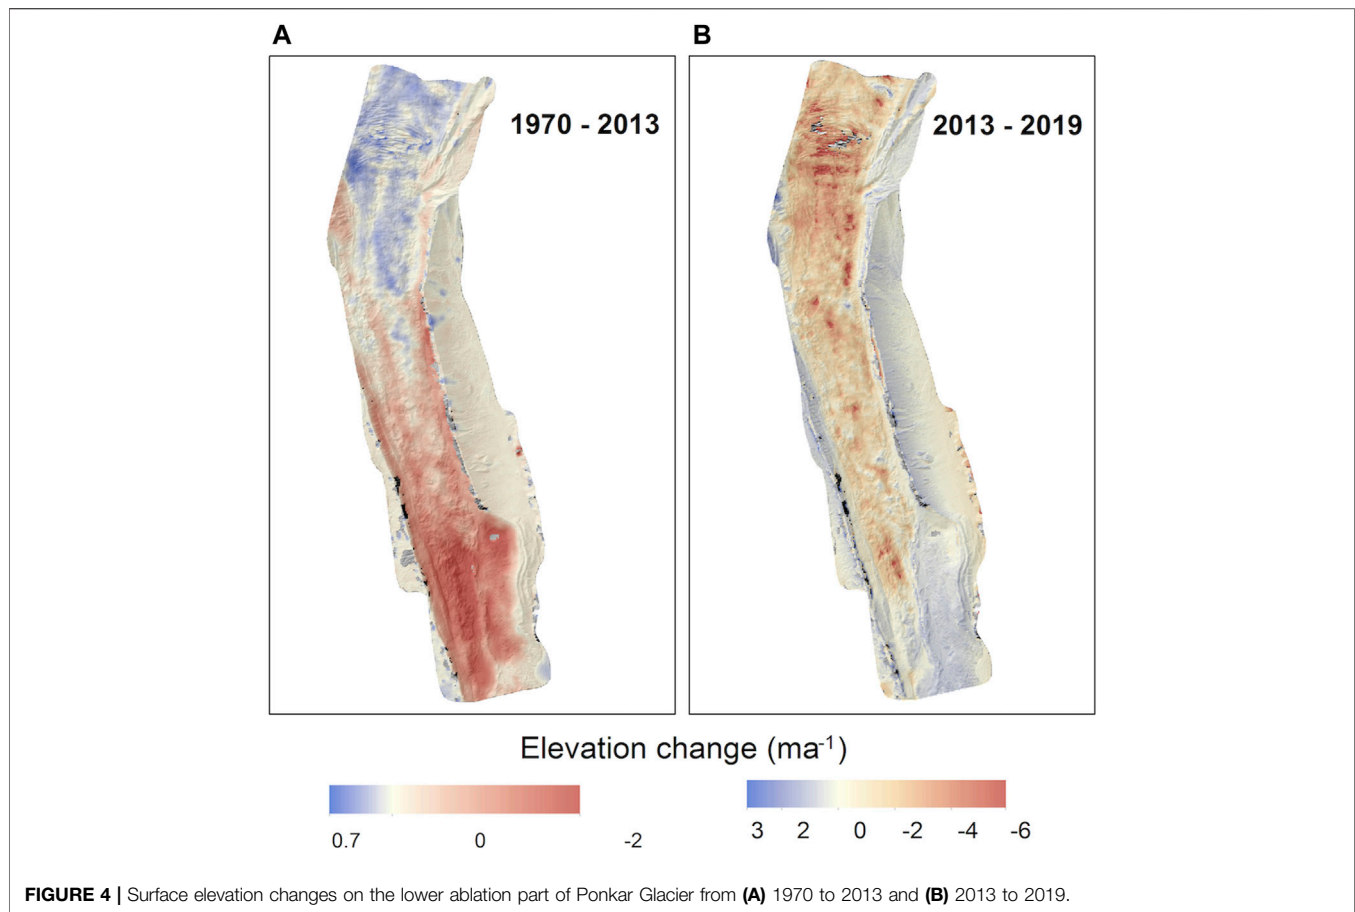 A
B
1970 - 2013
2013 - 2019
Elevation change (ma-1)
0.7 0 -2
3 2 0 -2 -4 -6
FIGURE 4 | Surface elevation changes on the lower ablation part of Ponkar Glacier from (A) 1970 to 2013 and (B) 2013 to 2019.